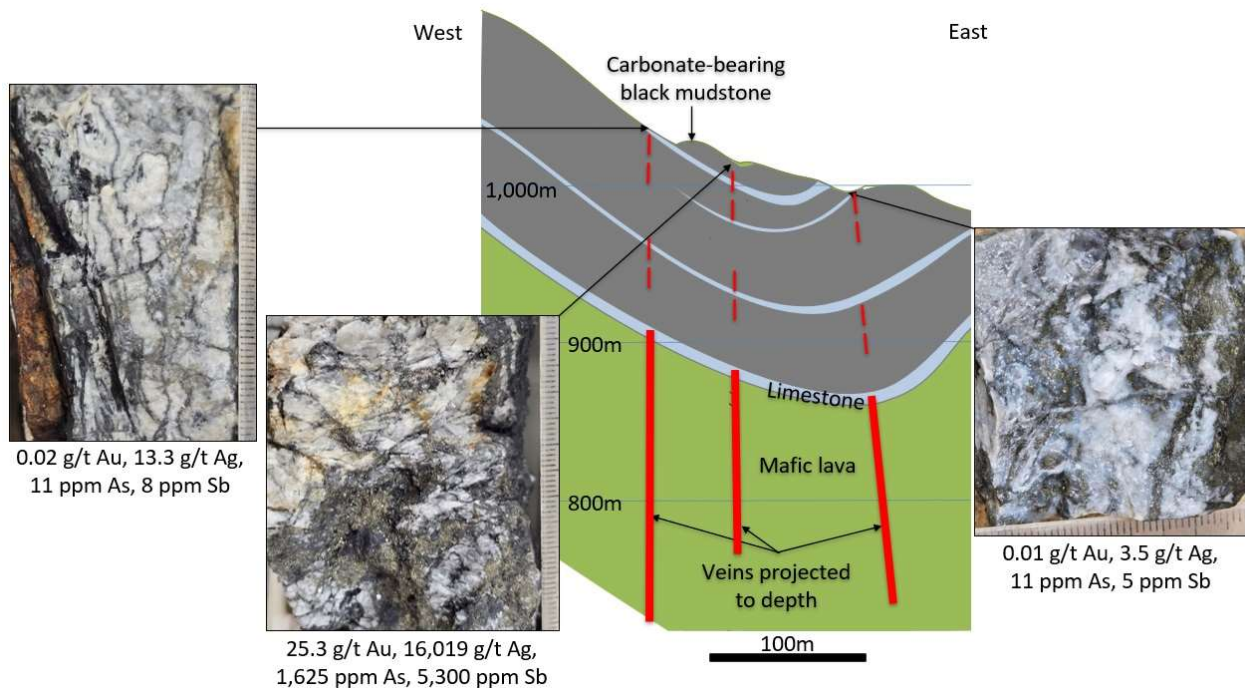 West
East
Carbonate-bearing
black mudstone
1,000m
0.02 g/t Au, 13.3 g/t Ag,
11 ppm As, 8 ppm Sb
900m
Limestone
Mafic lava
800m
Veins projected
to depth
0.01 g/t Au, 3.5 g/t Ag,
11 ppm As, 5 ppm Sb
25.3 g/t Au, 16,019 g/t Ag,
1,625 ppm As, 5,300 ppm Sb
100m